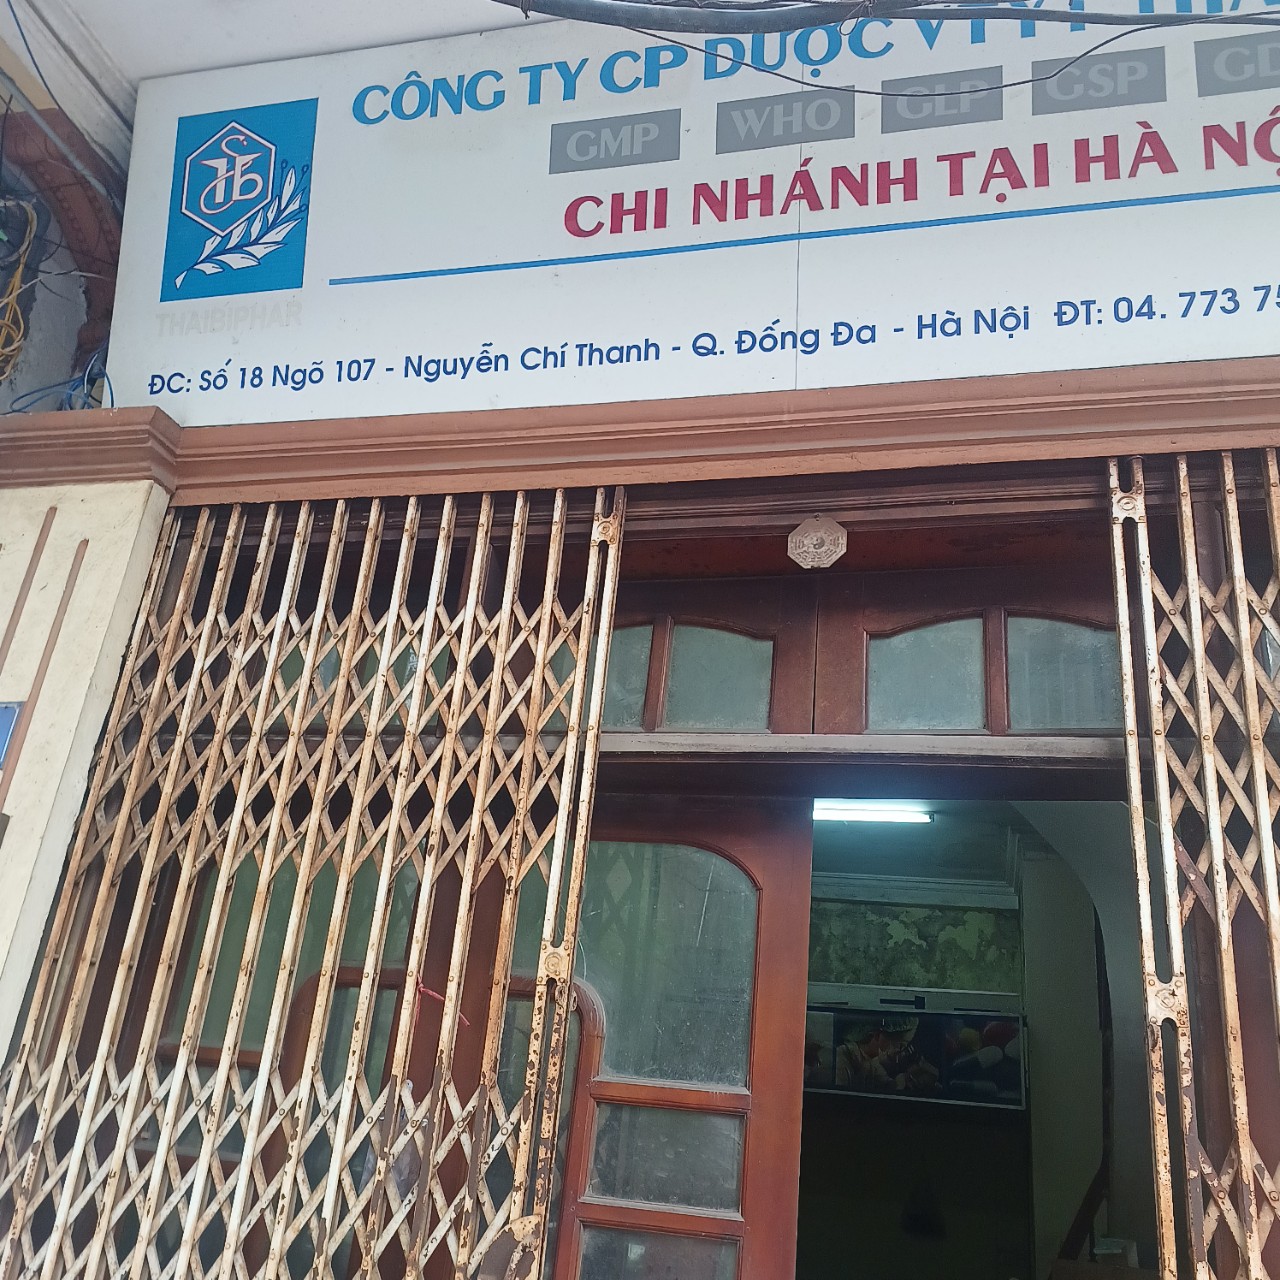 CÔNG TY CP DƯỢC VTYT
GMP WHO GLP GSP
CHI NHÁNH TẠI HÀ
THAIBIPHAR
ĐC: Số 18 Ngõ 107 - Nguyễn Chí Thanh - Q. Đống Đa - Hà Nội ĐT: 04. 773